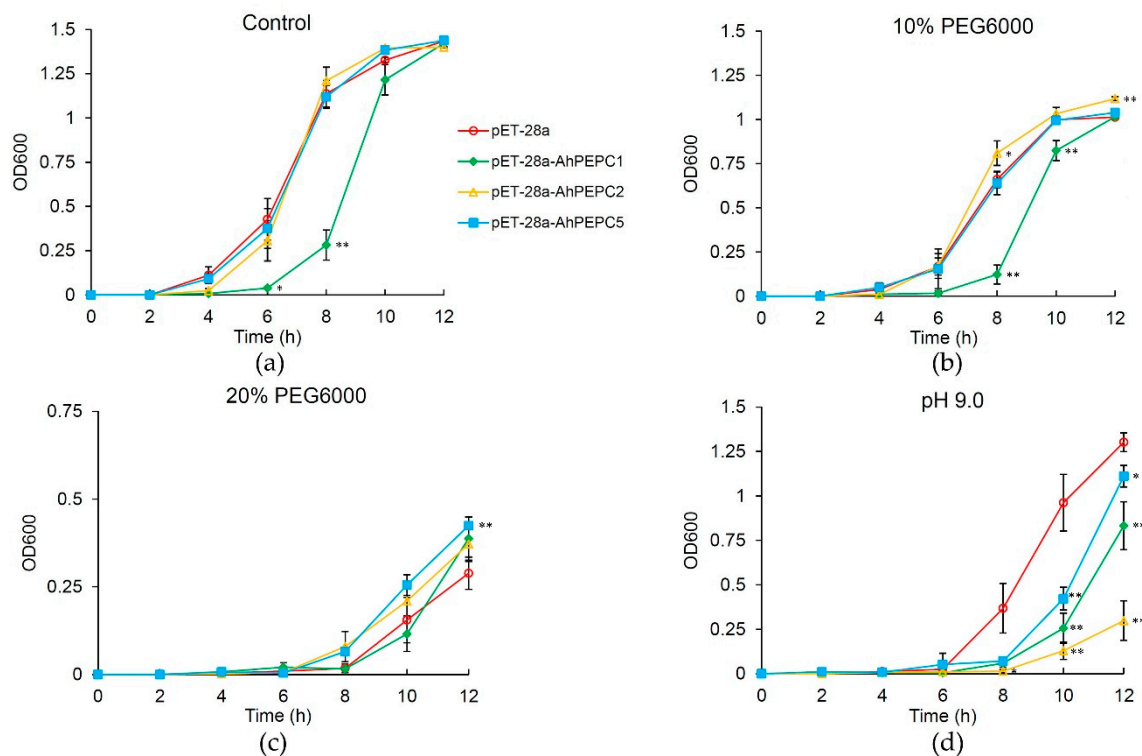 Control
OD600
1.5
1.25
1
0.75
0.5
0.25
0
0 2 4 6 8 10 12
Time (h)
(a)
*
**
pET-28a
pET-28a-AhPEPC1
pET-28a-AhPEPC2
pET-28a-AhPEPC5
10% PEG6000
OD600
1.5
1.25
1
0.75
0.5
0.25
0
0 2 4 6 8 10 12
Time (h)
(b)
**
*
**
**
20% PEG6000
OD600
0.75
0.5
0.25
0
0 2 4 6 8 10 12
Time (h)
(c)
**
pH 9.0
OD600
1.5
1.25
1
0.75
0.5
0.25
0
0 2 4 6 8 10 12
Time (h)
(d)
*
**
**
**
**
**
*